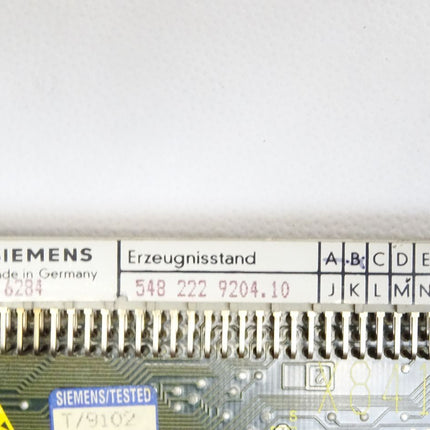 SIEMENS Erzeugnisstand A B C D E
Made in Germany
6284 548 222 9204.10 J K L M N
SIEMENS/TESTED
T/9102